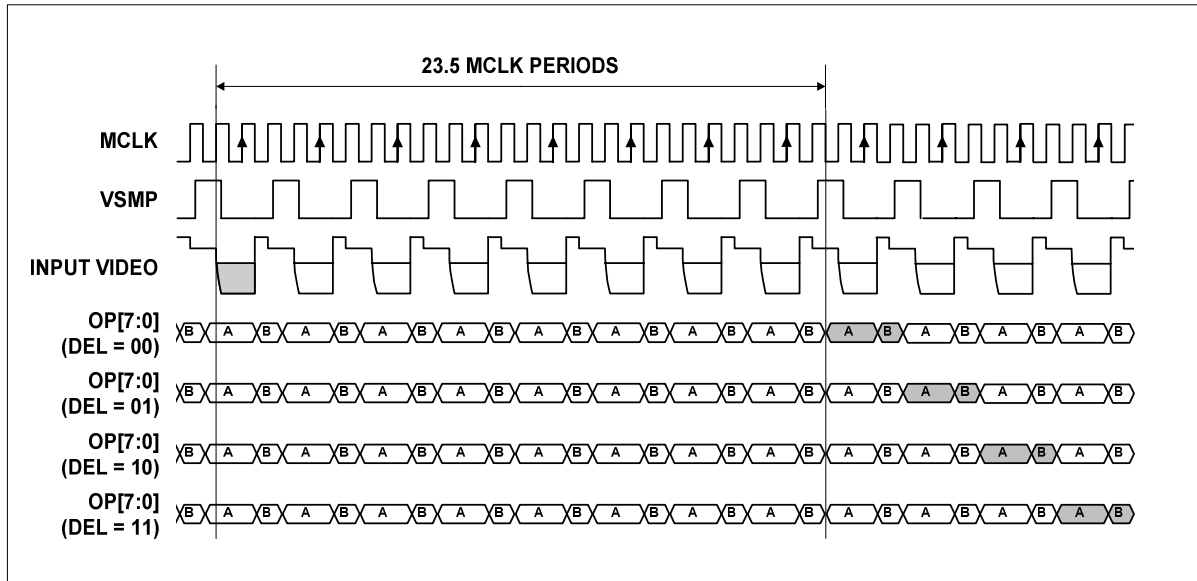 23.5 MCLK PERIODS
MCLK
VSMP
INPUT VIDEO
OP[7:0]
(DEL = 00)
B A B A B A B A B A B A B A B A B A B A B A B A B
OP[7:0]
(DEL = 01)
B A B A B A B A B A B A B A B A B A B A B A B A B
OP[7:0]
(DEL = 10)
B A B A B A B A B A B A B A B A B A B A B A B A B
OP[7:0]
(DEL = 11)
B A B A B A B A B A B A B A B A B A B A B A B A B